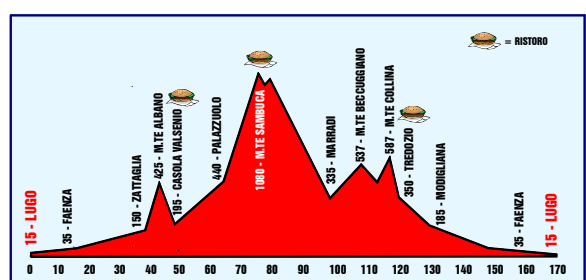 = RISTORO
15 - LUGO
35 - FAENZA
150 - ZATTAGLIA
425 - M.TE ALBANO
195 - CASOLA VALSENIO
440 - PALAZZUOLO
1080 - M.TE SAMBUCA
335 - MARRADI
537 - M.TE BECCUGGIANO
587 - M.TE COLLINA
350 - TREDOZIO
185 - MODIGLIANA
35 - FAENZA
15 - LUGO
0 10 20 30 40 50 60 70 80 90 100 110 120 130 140 150 160 170